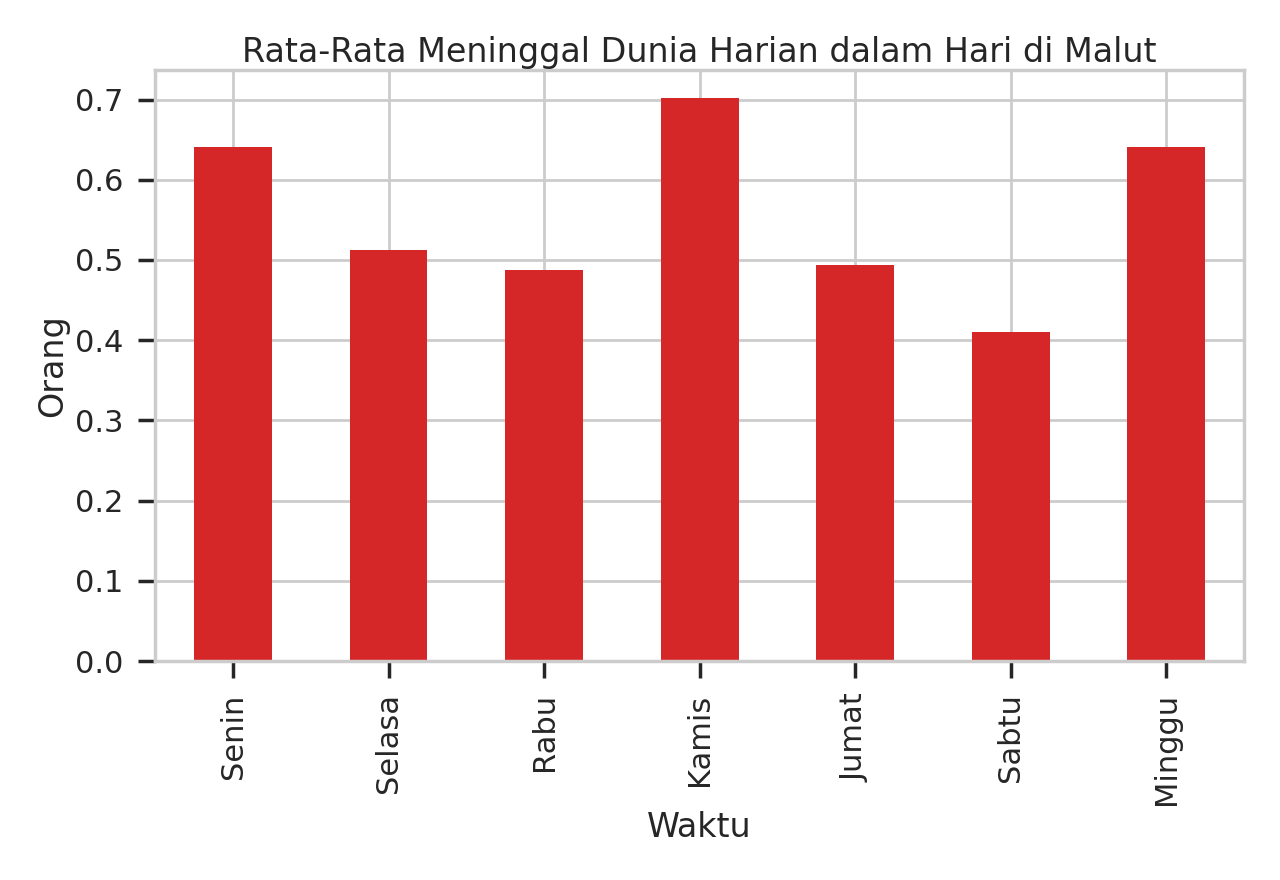 Rata-Rata Meninggal Dunia Harian dalam Hari di Malut
0.7
0.6
0.5
0.4
0.3
0.2
0.1
0.0
Orang
Senin
Selasa
Rabu
Kamis
Jumat
Sabtu
Minggu
Waktu